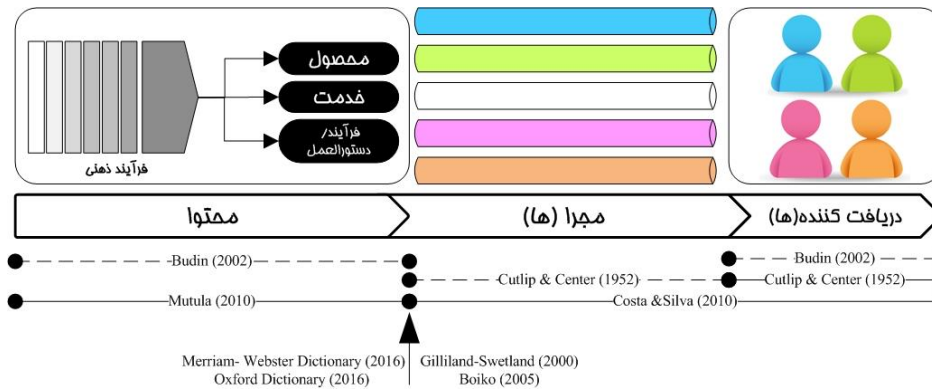 محصول
خدمت
فرآیند/
دستورالعمل
فرآیند ذهنی
محتوا
مجرا (ها)
دریافت کننده(ها)
Budin (2002)
Budin (2002)
Cutlip & Center (1952)
Cutlip & Center (1952)
Mutula (2010)
Costa &Silva (2010)
Merriam- Webster Dictionary (2016)
Gilliland-Swetland (2000)
Oxford Dictionary (2016)
Boiko (2005)